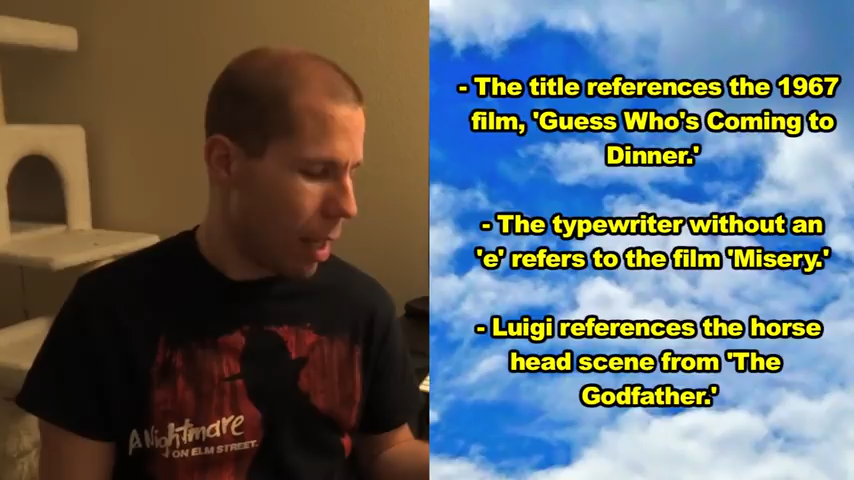 - The title references the 1967
film, 'Guess Who's Coming to
Dinner.'
- The typewriter without an
'e' refers to the film 'Misery.'
- Luigi references the horse
head scene from 'The
Godfather.'
A Nightmare
ON ELM STREET